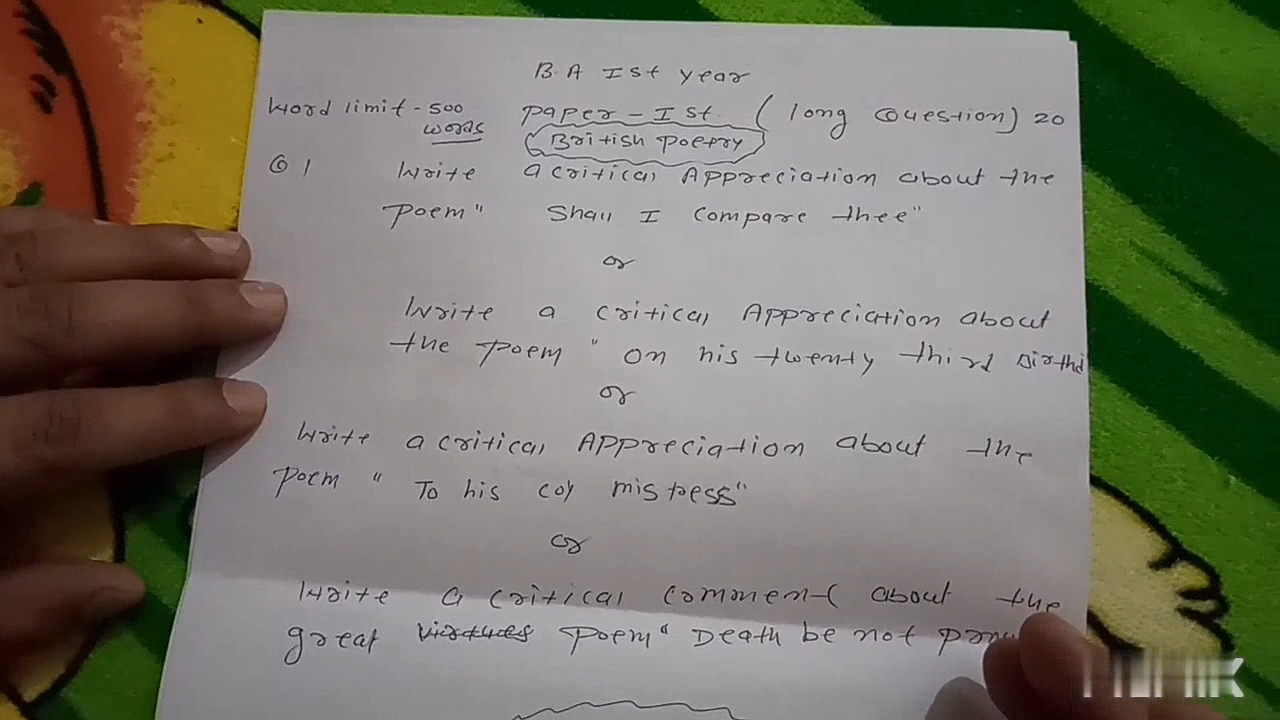 B.A Ist year
Word limit - 500 words
Paper - Ist (long Question) 20
British Poetry
Q 1 Write a critical Appreciation about the
Poem" Shall I compare thee"
or
Write a critical Appreciation about
the Poem " on his twenty third Birthd
or
Write a critical Appreciation about the
Poem " To his coy mistress"
or
Write a critical comment about the
great virtues Poem" Death be not